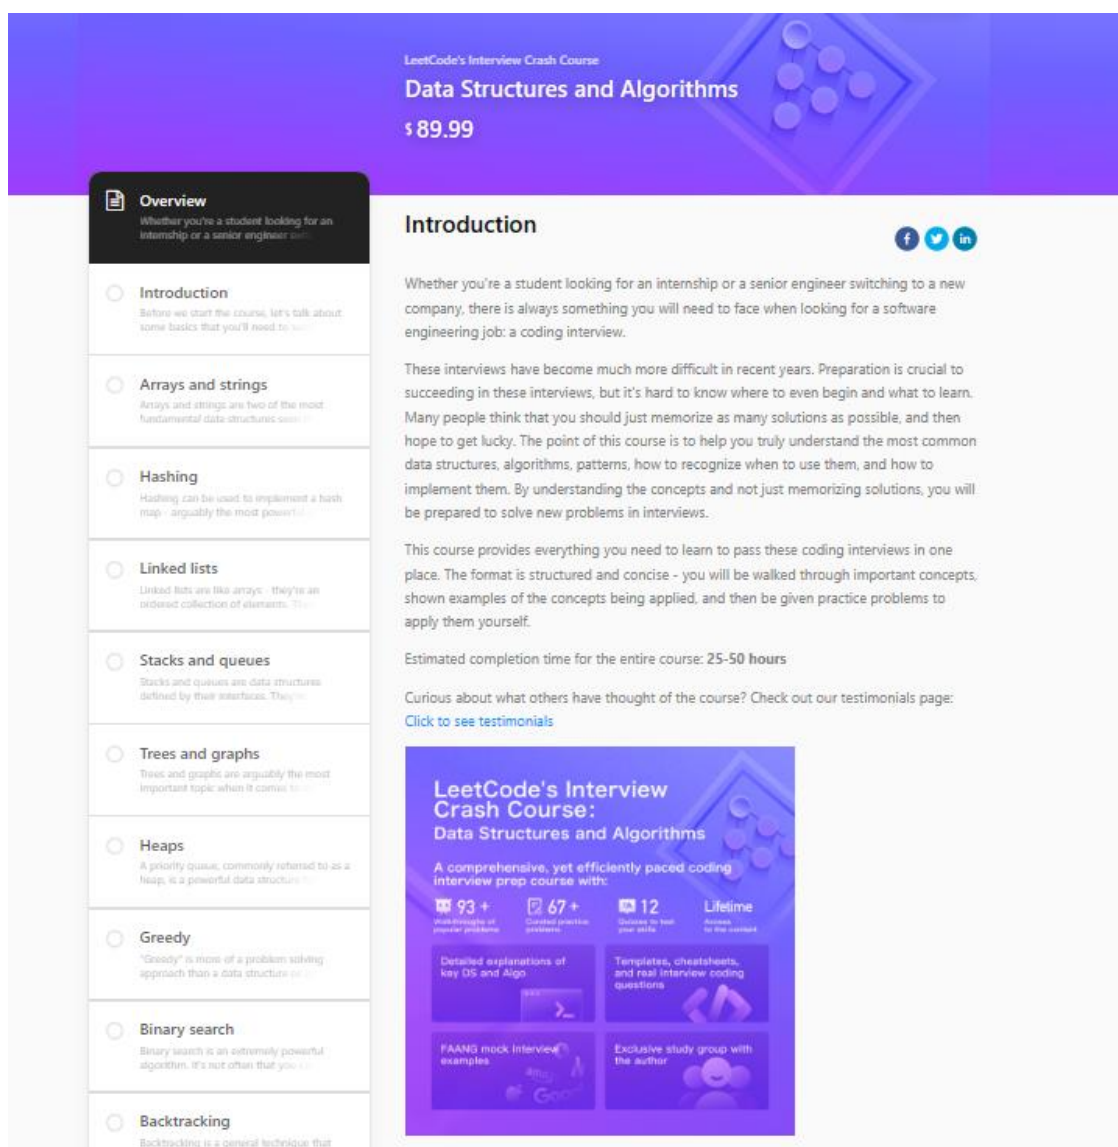 LeetCode's Interview Crash Course
Data Structures and Algorithms
$ 89.99
Overview
Whether you're a student looking for an
internship or a senior engineer
Introduction
Before we start the course, let's talk about
some basics that you'll need to
Arrays and strings
Arrays and strings are two of the most
fundamental data structures seen
Hashing
Hashing can be used to implement a hash
map - arguably the most powerful
Linked lists
Linked lists are like arrays - they're an
ordered collection of elements.
Stacks and queues
Stacks and queues are data structures
defined by their interfaces.
Trees and graphs
Trees and graphs are arguably the most
important topic when it comes to
Heaps
A priority queue, commonly referred to as a
heap, is a powerful data structure
Greedy
"Greedy" is more of a problem solving
approach than a data structure or
Binary search
Binary search is an extremely powerful
algorithm. It's not often that you
Backtracking
Backtracking is a general technique that
Introduction
Whether you're a student looking for an internship or a senior engineer switching to a new
company, there is always something you will need to face when looking for a software
engineering job: a coding interview.
These interviews have become much more difficult in recent years. Preparation is crucial to
succeeding in these interviews, but it's hard to know where to even begin and what to learn.
Many people think that you should just memorize as many solutions as possible, and then
hope to get lucky. The point of this course is to help you truly understand the most common
data structures, algorithms, patterns, how to recognize when to use them, and how to
implement them. By understanding the concepts and not just memorizing solutions, you will
be prepared to solve new problems in interviews.
This course provides everything you need to learn to pass these coding interviews in one
place. The format is structured and concise - you will be walked through important concepts,
shown examples of the concepts being applied, and then be given practice problems to
apply them yourself.
Estimated completion time for the entire course: 25-50 hours
Curious about what others have thought of the course? Check out our testimonials page:
Click to see testimonials
LeetCode's Interview
Crash Course:
Data Structures and Algorithms
A comprehensive, yet efficiently paced coding
interview prep course with:
93 +
Walkthroughs of
popular problems
67 +
Curated practice
problems
12
Quizzes to test
your skills
Lifetime
Access
to the content
Detailed explanations of
key DS and Algo
Templates, cheatsheets,
and real interview coding
questions
FAANG mock interview
examples
Exclusive study group with
the author